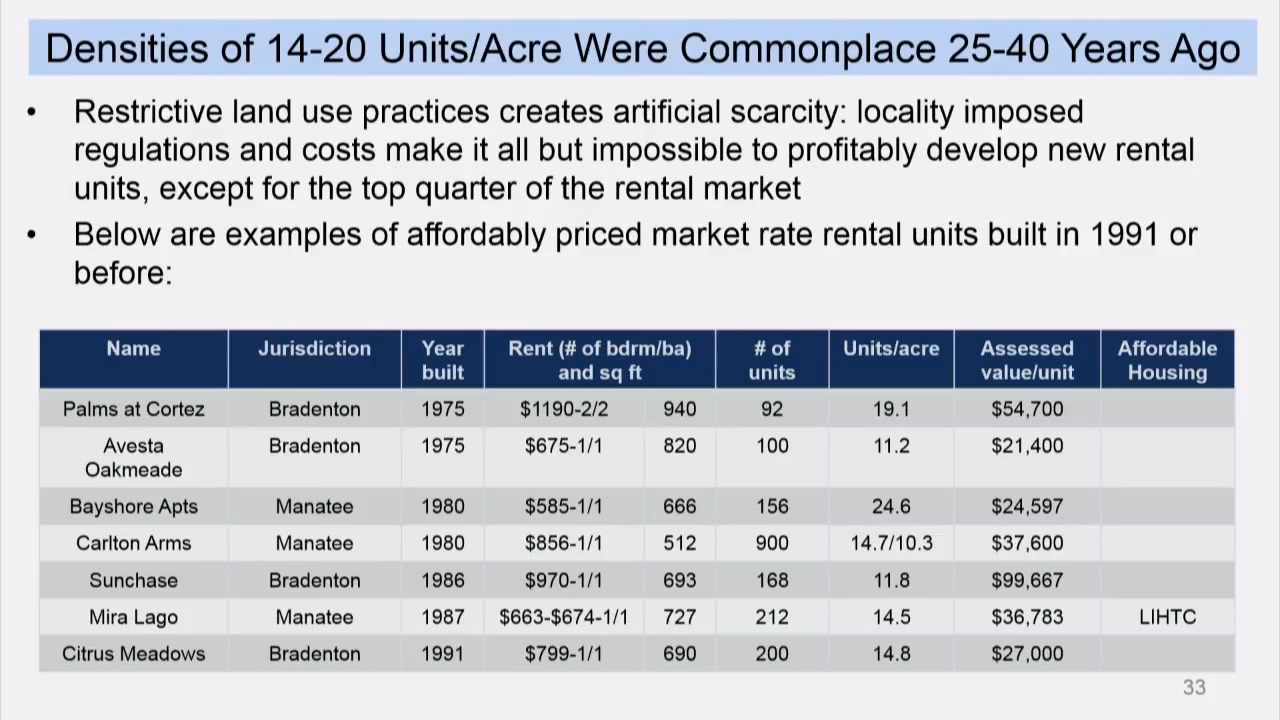 Densities of 14-20 Units/Acre Were Commonplace 25-40 Years Ago
• Restrictive land use practices creates artificial scarcity: locality imposed
regulations and costs make it all but impossible to profitably develop new rental
units, except for the top quarter of the rental market
• Below are examples of affordably priced market rate rental units built in 1991 or
before:
Name Jurisdiction Year built Rent (# of bdrm/ba) and sq ft # of units Units/acre Assessed value/unit Affordable Housing
Palms at Cortez Bradenton 1975 $1190-2/2 940 92 19.1 $54,700
Avesta Oakmeade Bradenton 1975 $675-1/1 820 100 11.2 $21,400
Bayshore Apts Manatee 1980 $585-1/1 666 156 24.6 $24,597
Carlton Arms Manatee 1980 $856-1/1 512 900 14.7/10.3 $37,600
Sunchase Bradenton 1986 $970-1/1 693 168 11.8 $99,667
Mira Lago Manatee 1987 $663-$674-1/1 727 212 14.5 $36,783 LIHTC
Citrus Meadows Bradenton 1991 $799-1/1 690 200 14.8 $27,000
33